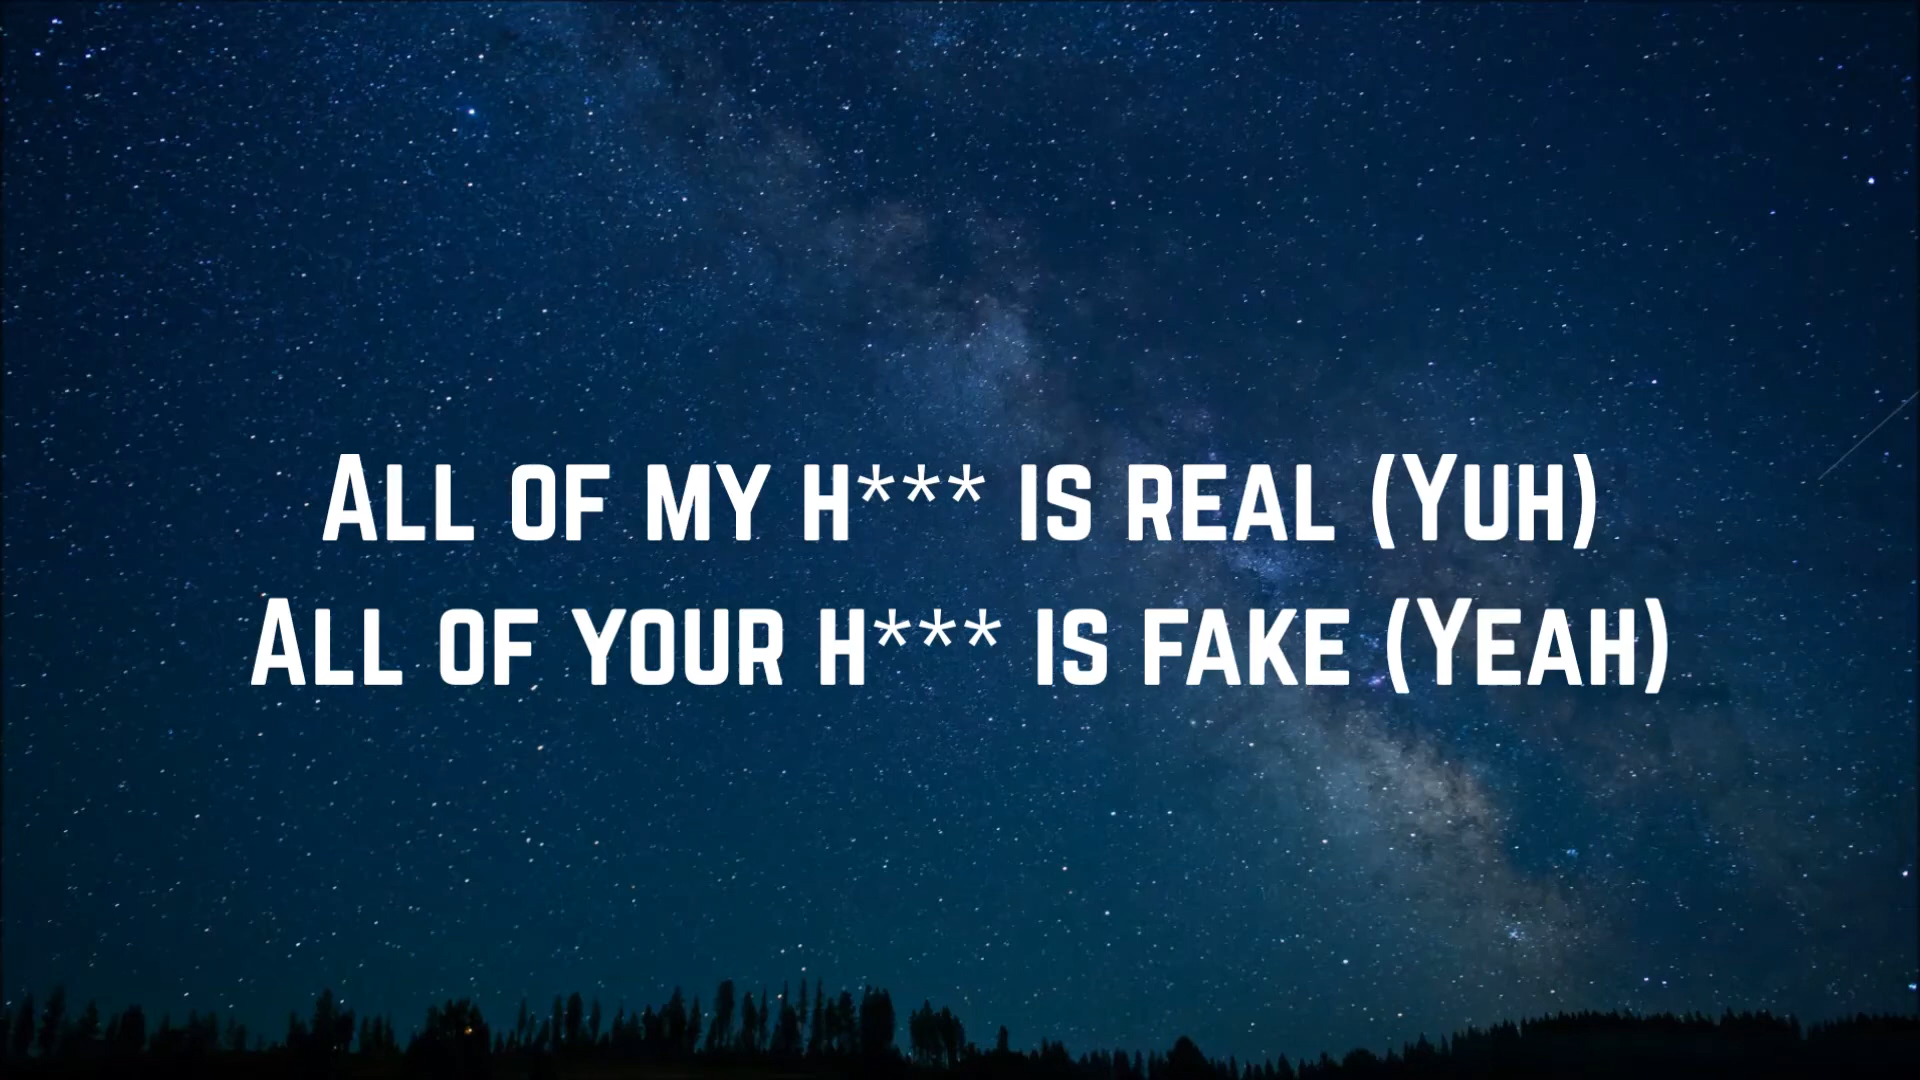 All of my h*** is real (Yuh)
All of your h*** is fake (Yeah)